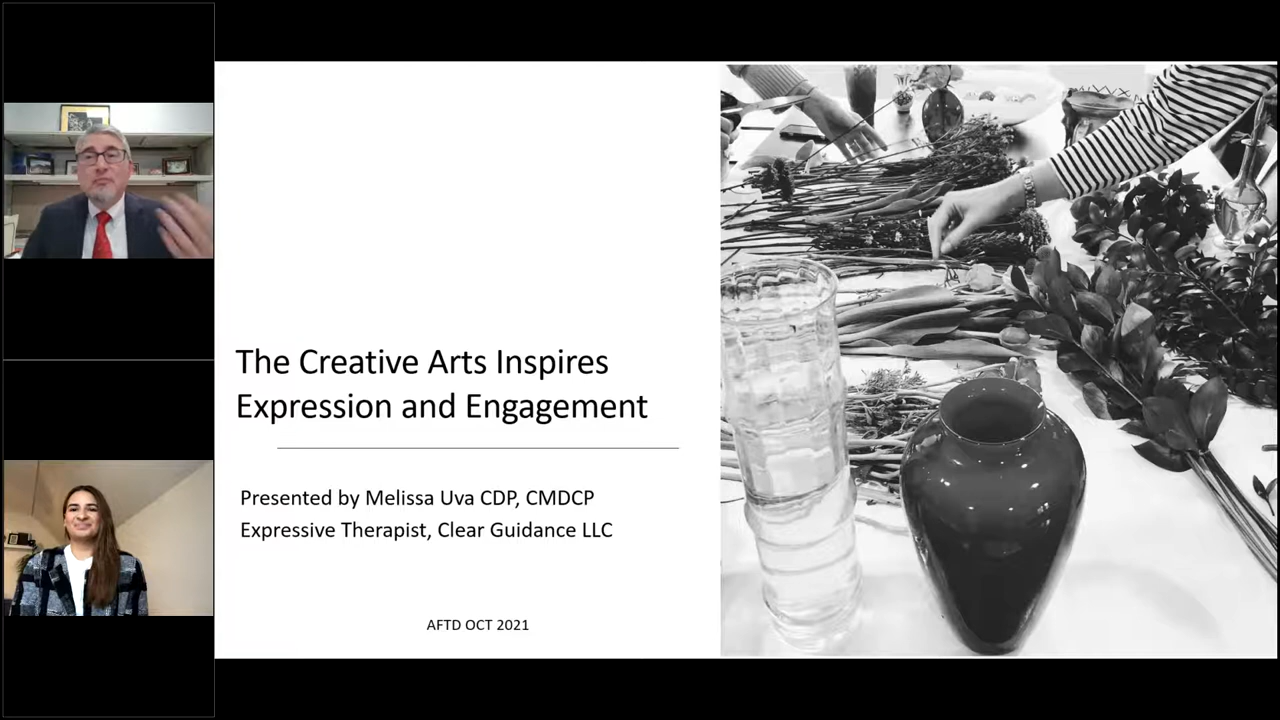 The Creative Arts Inspires
Expression and Engagement
Presented by Melissa Uva CDP, CMDCP
Expressive Therapist, Clear Guidance LLC
AFTD OCT 2021